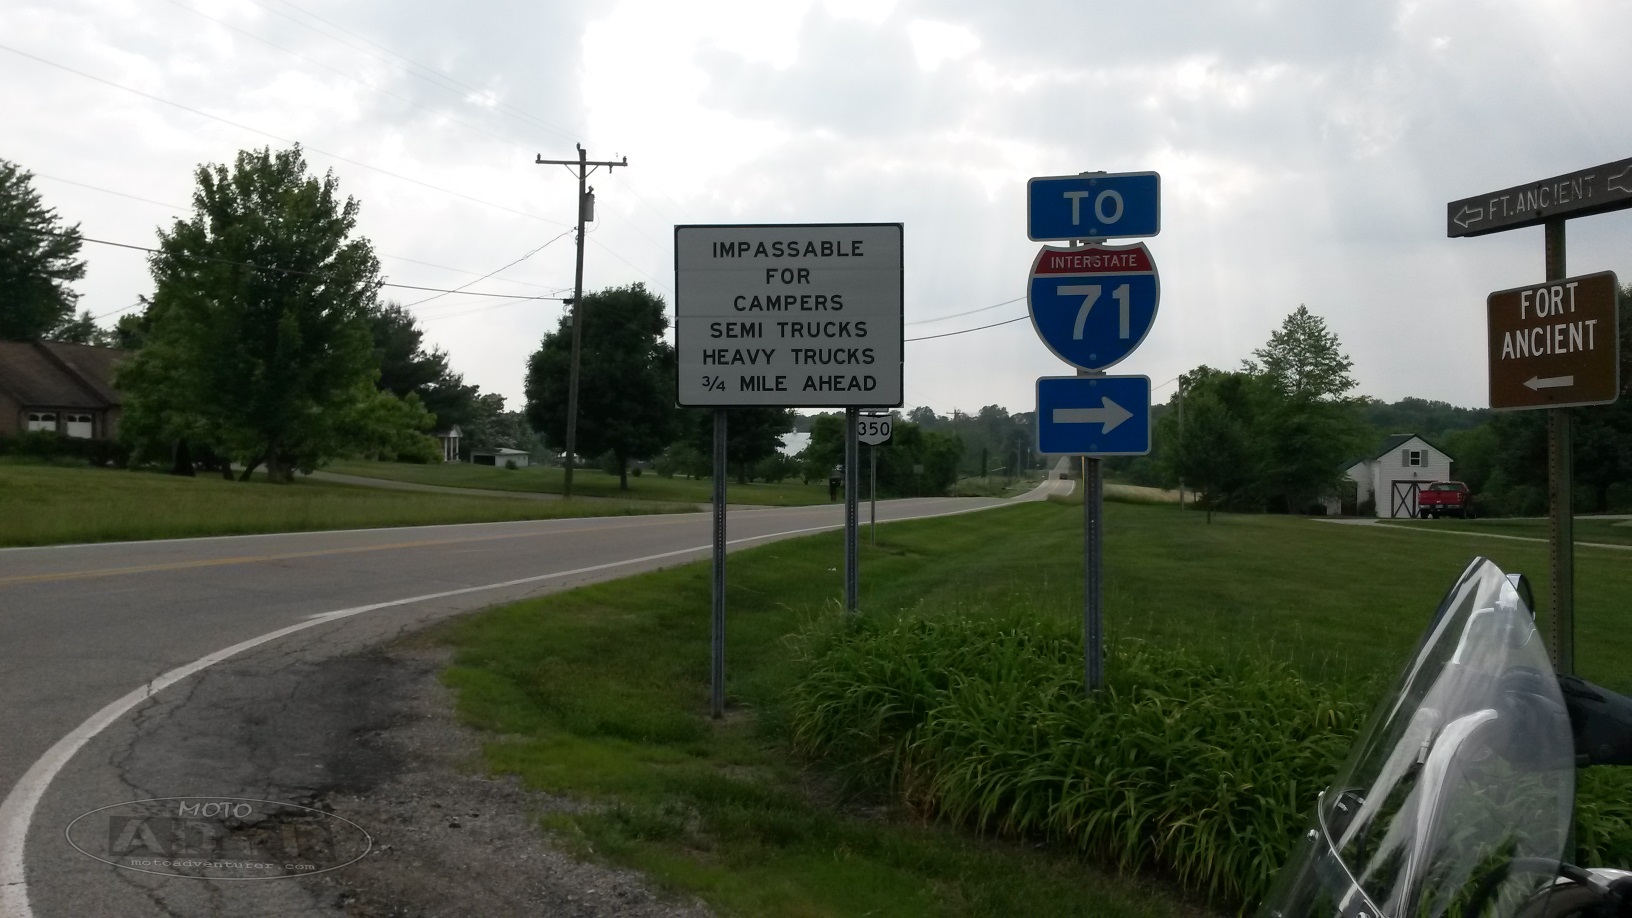 IMPASSABLE
FOR
CAMPERS
SEMI TRUCKS
HEAVY TRUCKS
3/4 MILE AHEAD
350
TO
INTERSTATE
71
FT. ANCIENT
FORT
ANCIENT
MOTO
motoadventurer.com